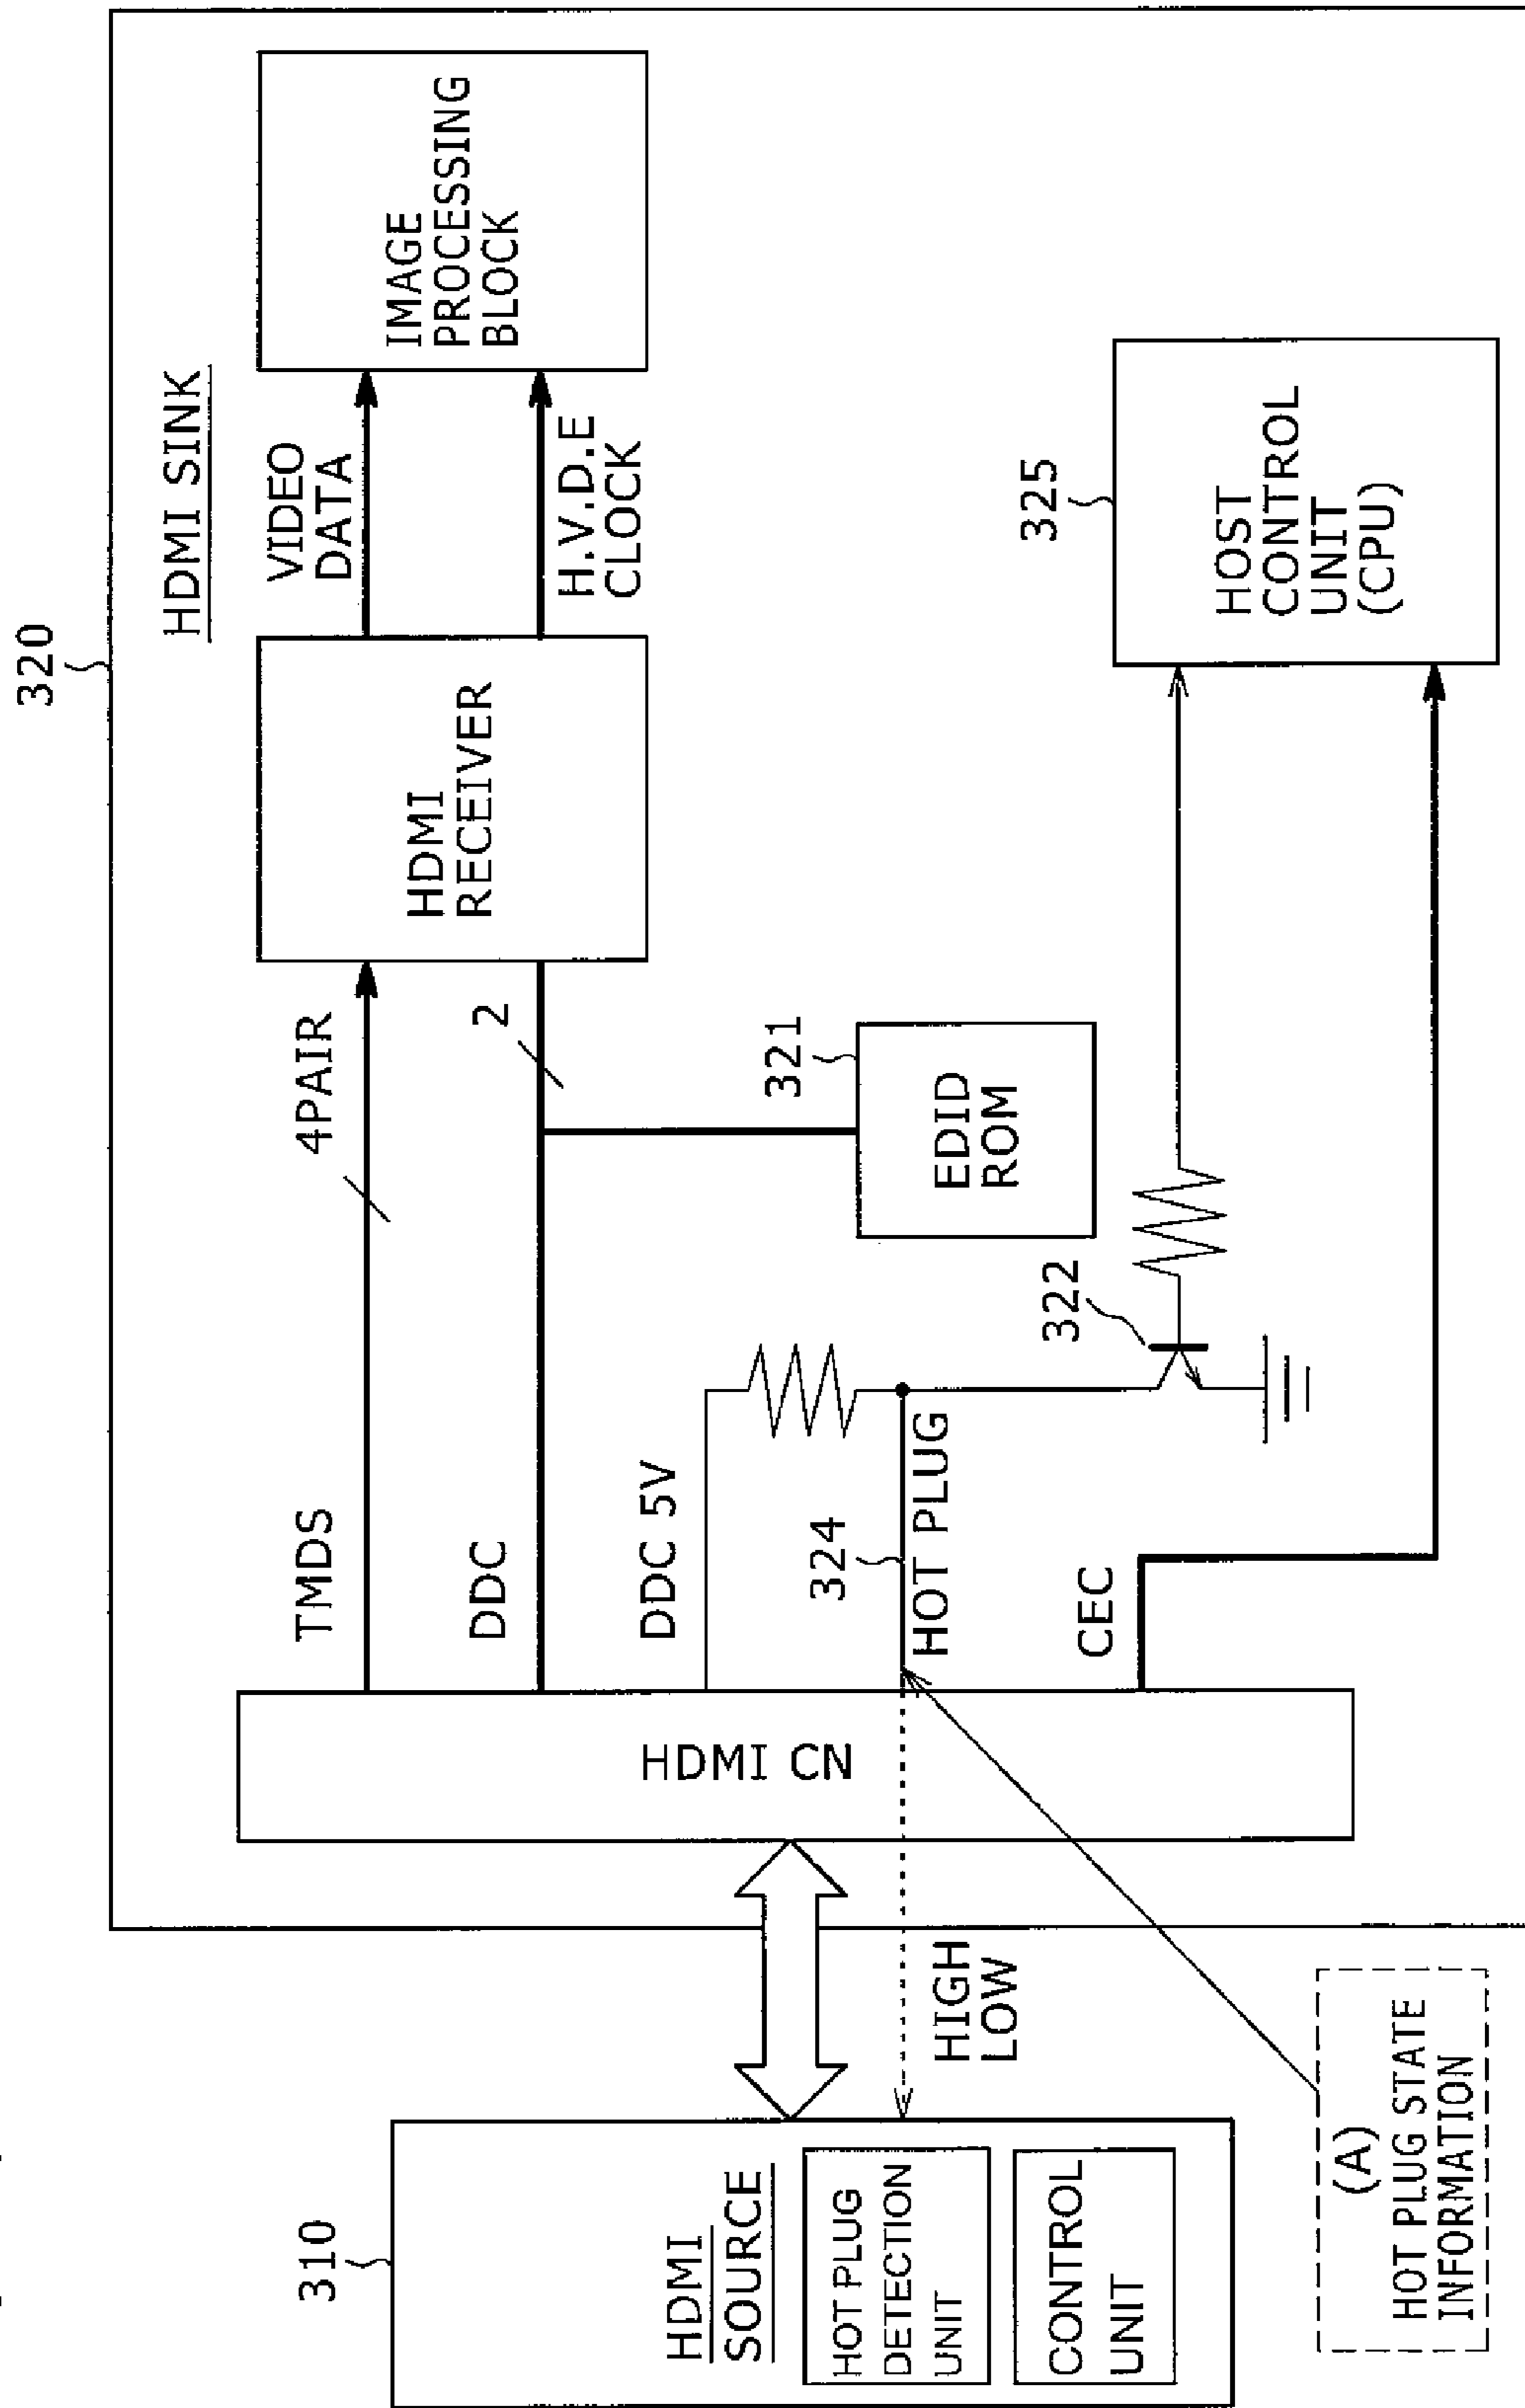 320
HDMI SINK
310
HDMI
SOURCE
HOT PLUG
DETECTION
UNIT
CONTROL
UNIT
HIGH
LOW
(A)
HOT PLUG STATE
INFORMATION
HDMI CN
TMDS
4PAIR
DDC
2
DDC 5V
324
HOT PLUG
CEC
HDMI
RECEIVER
VIDEO
DATA
H.V.D.E
CLOCK
IMAGE
PROCESSING
BLOCK
321
EDID
ROM
322
325
HOST
CONTROL
UNIT
(CPU)